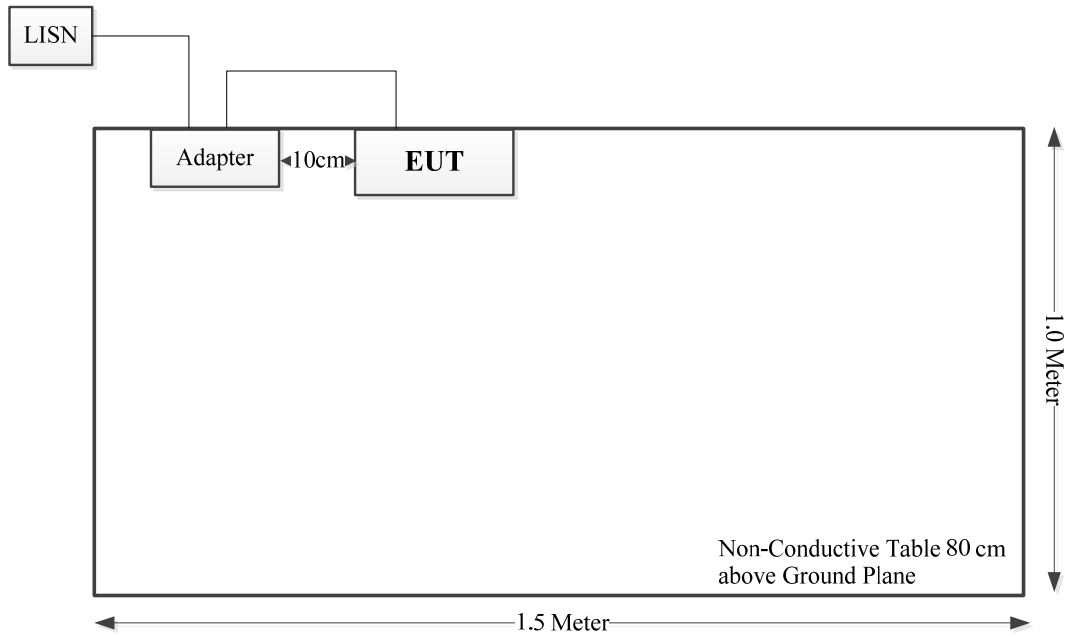 LISN
Adapter
10cm
EUT
1.0 Meter
Non-Conductive Table 80 cm
above Ground Plane
1.5 Meter